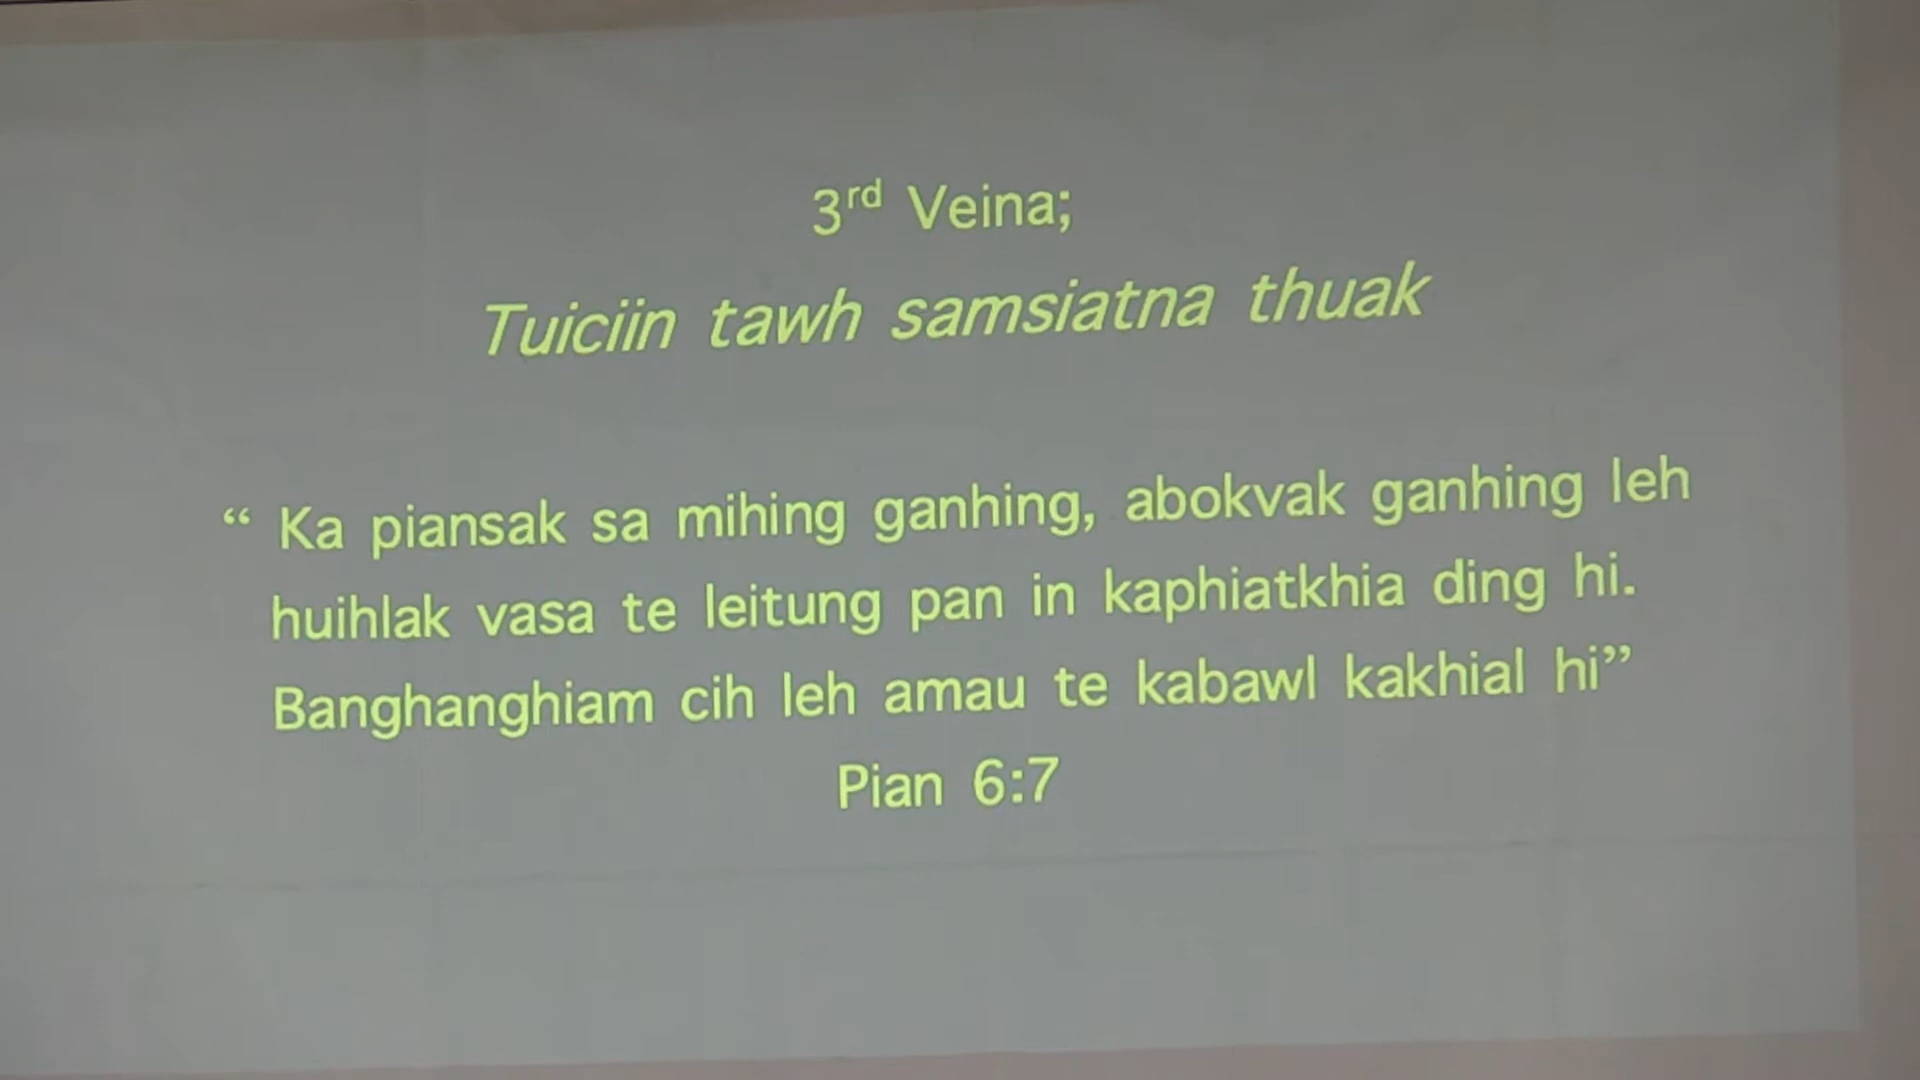 3rd Veina;
Tuiciin tawh samsiatna thuak
“ Ka piansak sa mihing ganhing, abokvak ganhing leh
huihlak vasa te leitung pan in kaphiatkhia ding hi.
Banghanghiam cih leh amau te kabawl kakhial hi”
Pian 6:7